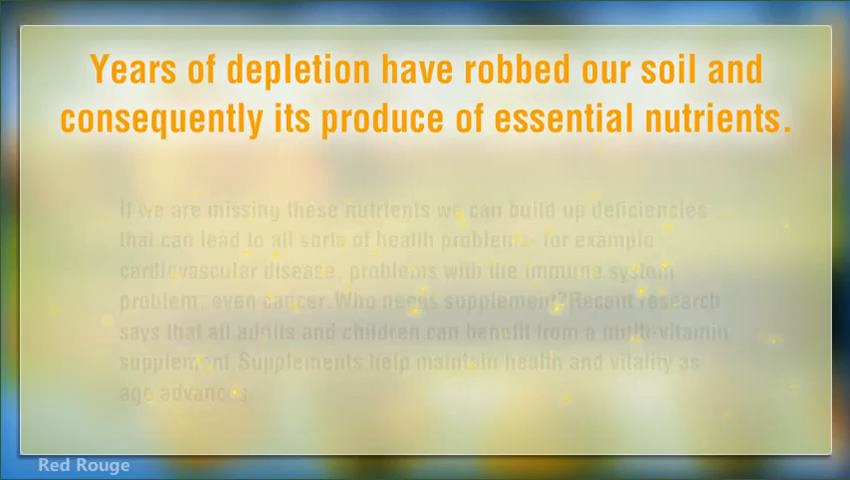 Years of depletion have robbed our soil and
consequently its produce of essential nutrients.
If we are missing these nutrients we can build up deficiencies
that can lead to all sorts of health problems- for example
cardiovascular disease, problems with the immune system
problem, even cancer.Who needs supplement?Recent research
says that all adults and children can benefit from a multi-vitamin
supplement.Supplements help maintain health and vitality as
age advances
Red Rouge